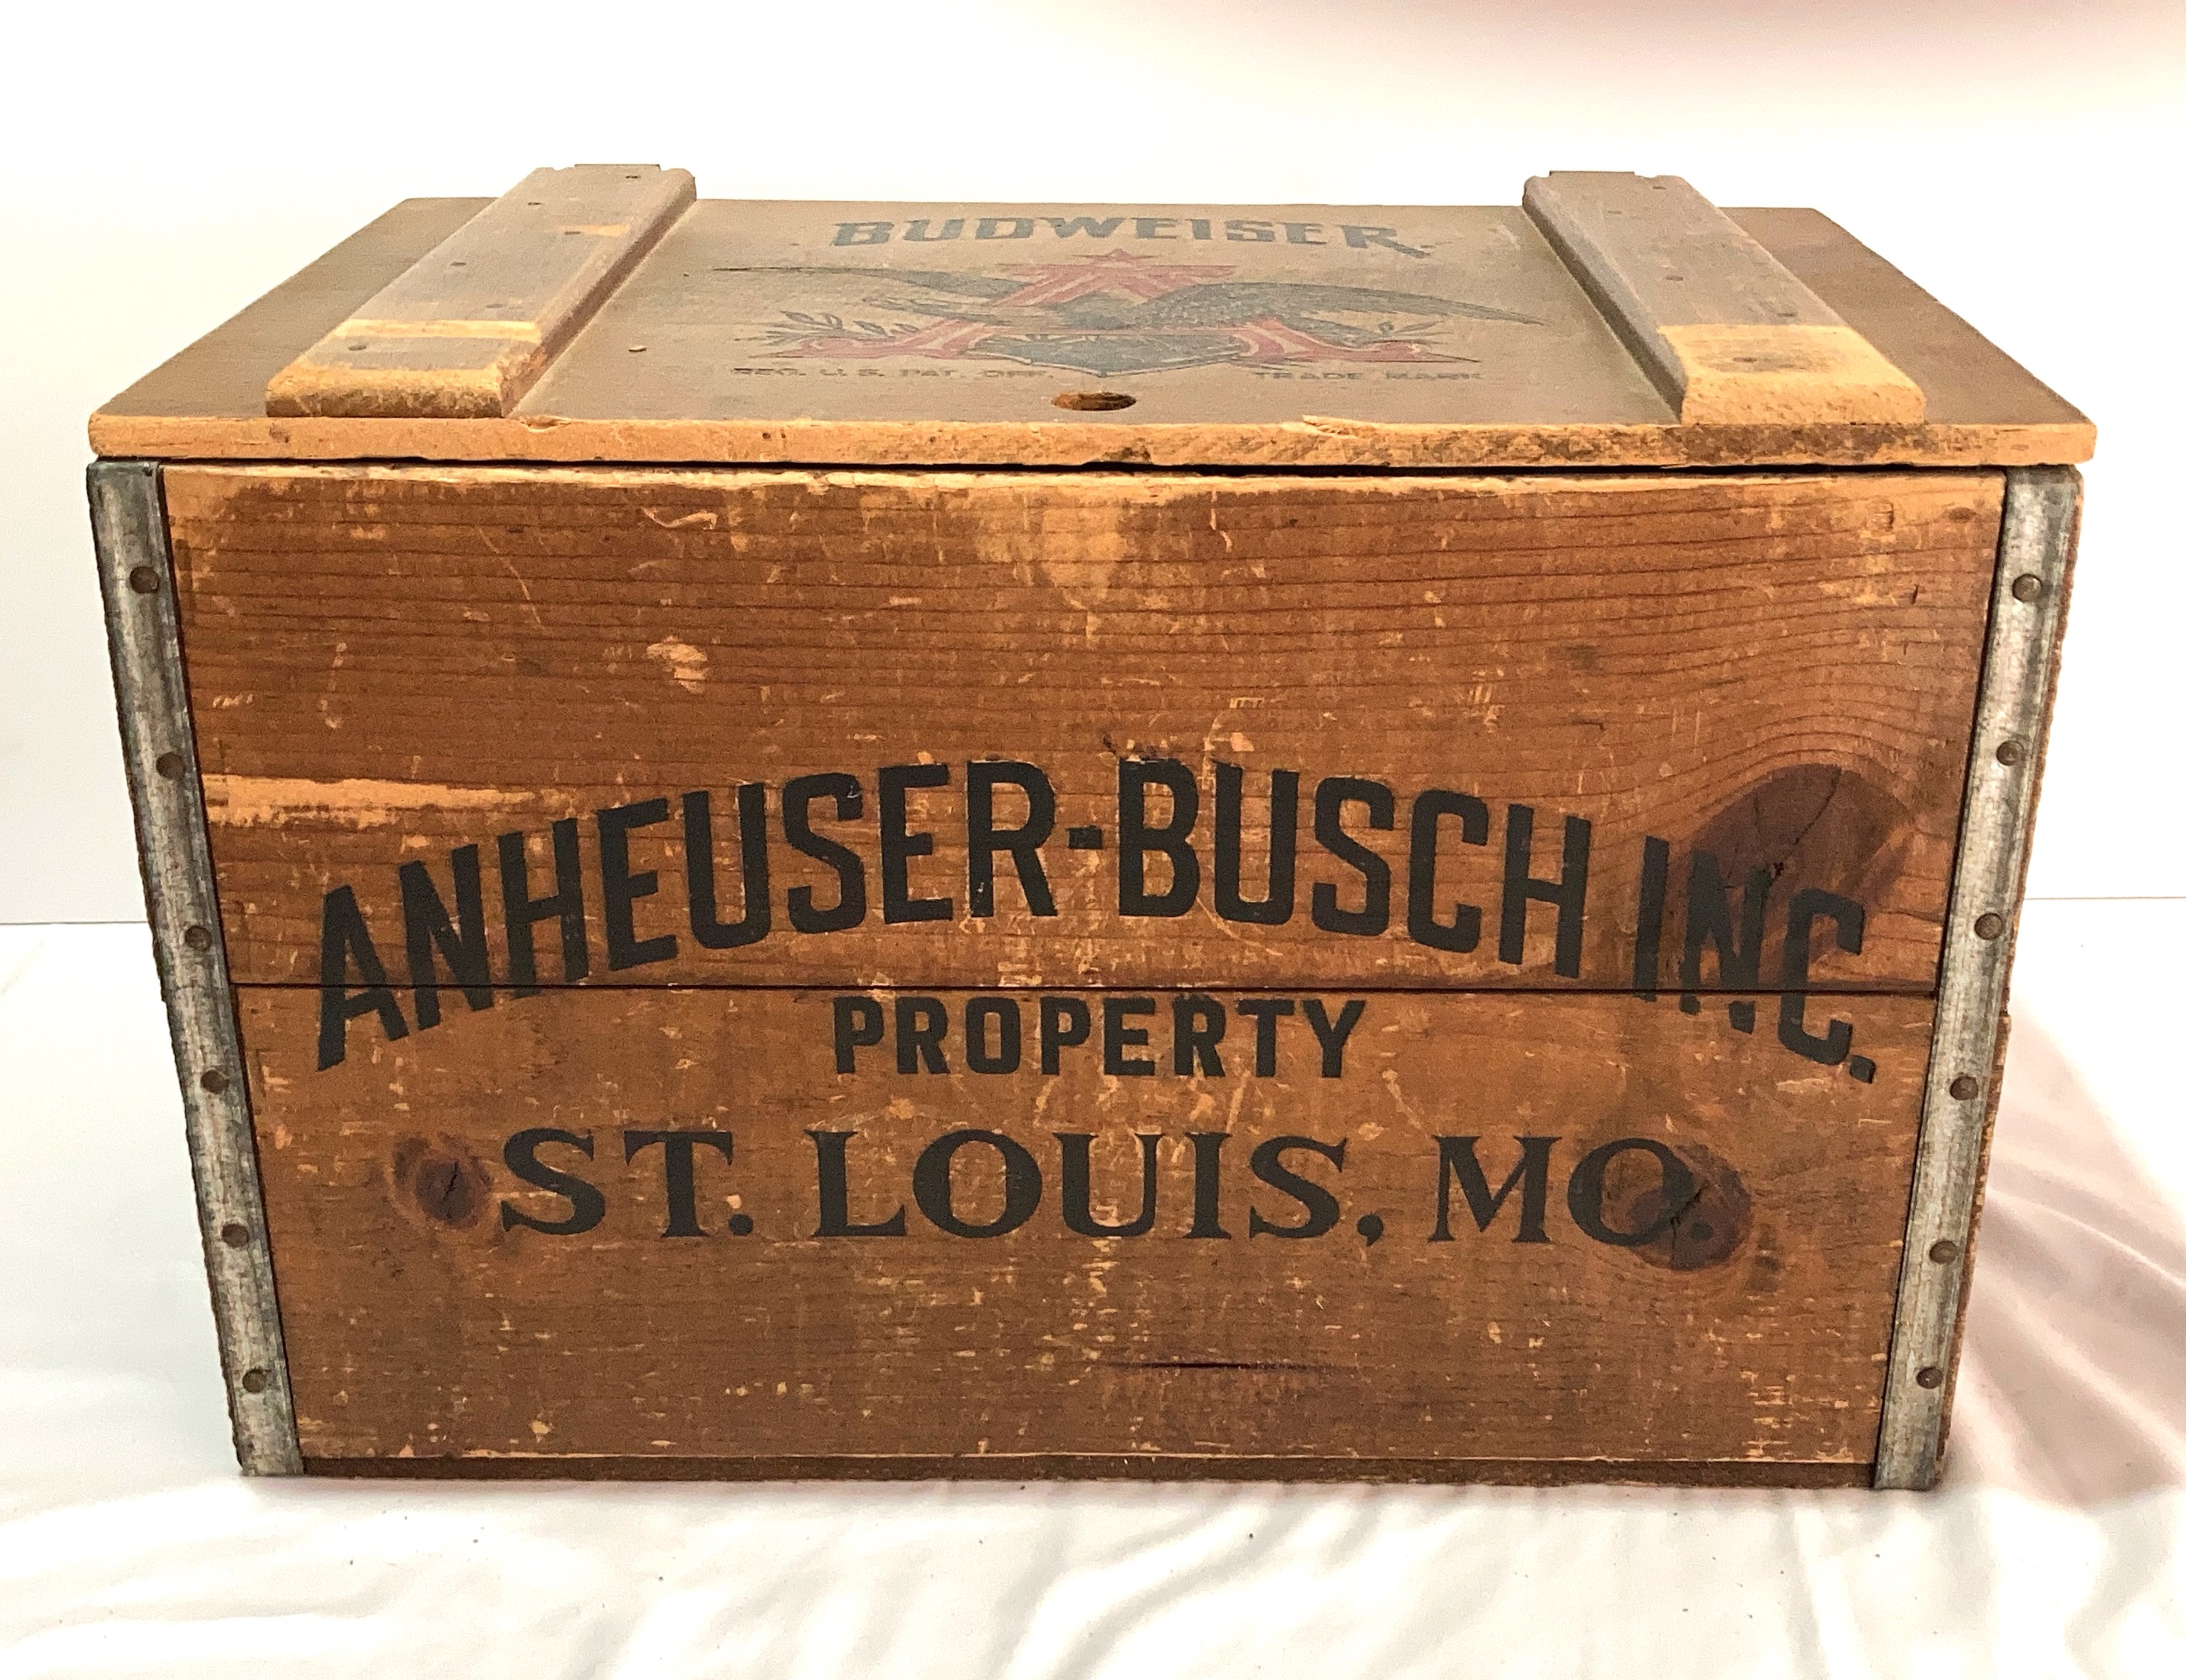 BUDWEISER
REG. U.S. PAT. OFF. TRADE MARK
ANHEUSER-BUSCH INC.
PROPERTY
ST. LOUIS, MO.